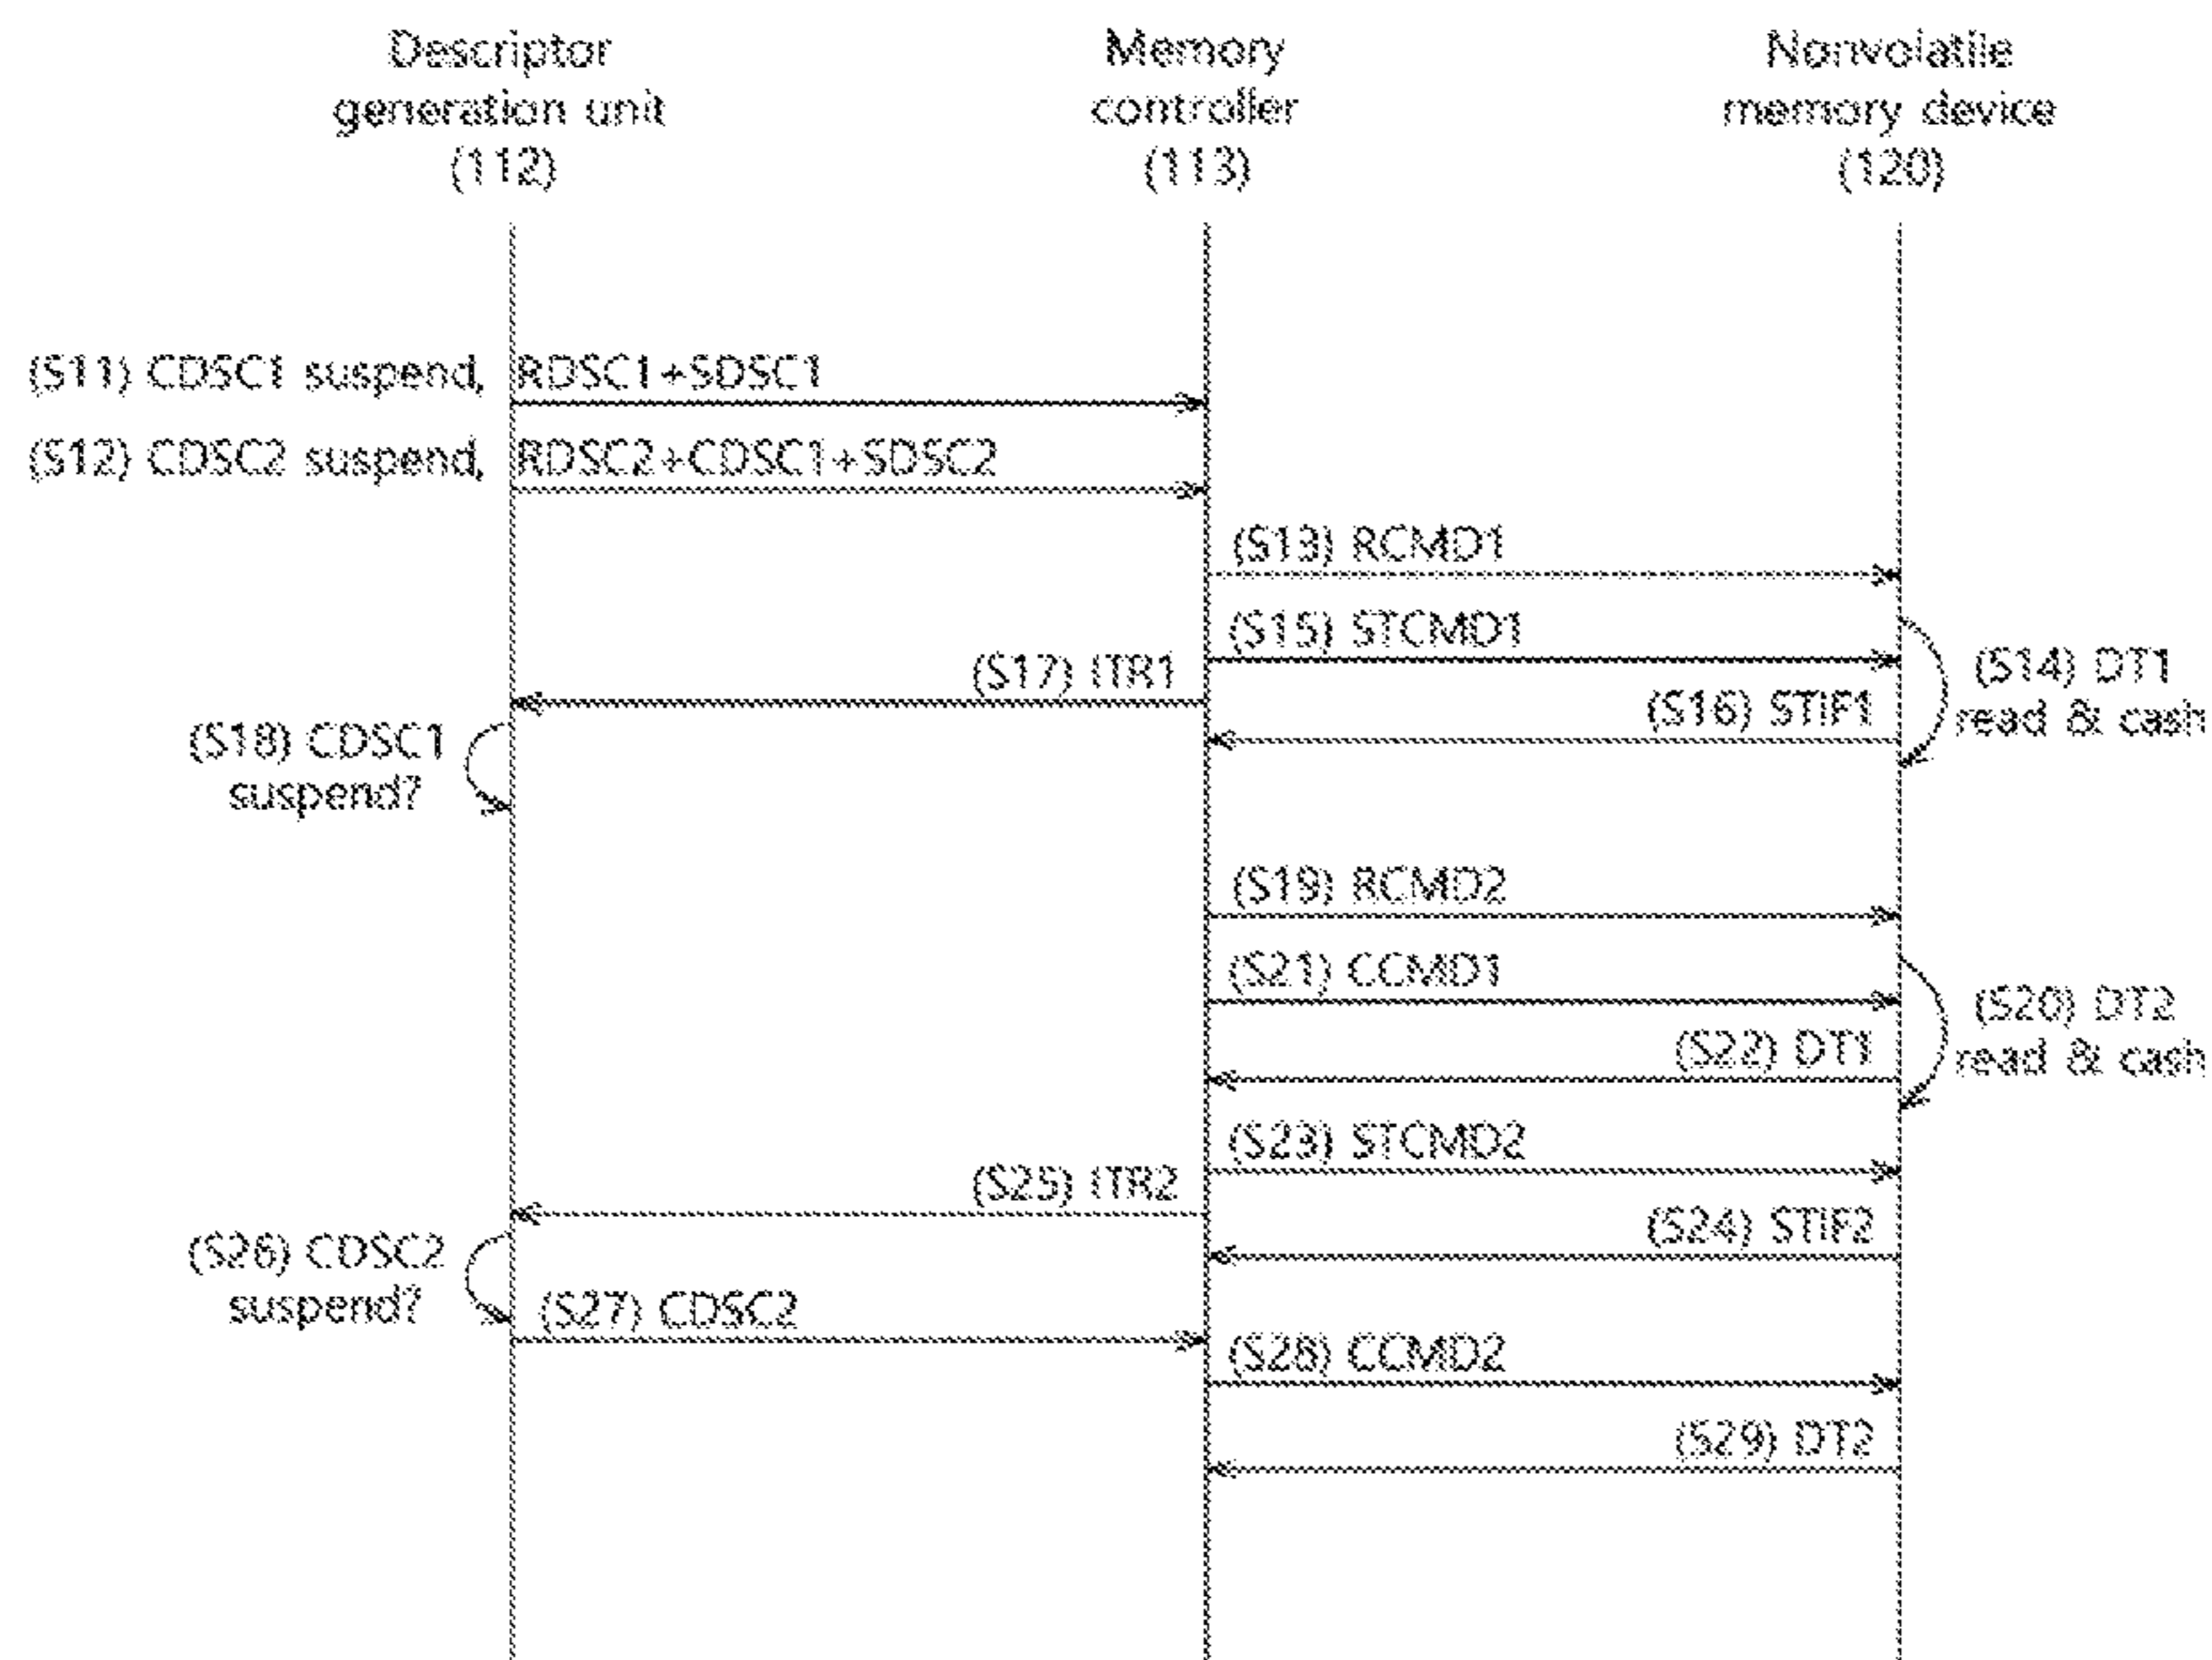 Descriptor
generation unit
(112)
Memory
controller
(113)
Nonvolatile
memory device
(120)
(S11) CDSC1 suspend, RDSC1+SDSC1
(S12) CDSC2 suspend, RDSC2+CDSC1+SDSC2
(S13) RCMD1
(S15) STCMD1
(S14) DT1
read & cash
(S17) ITR1
(S16) STIF1
(S18) CDSC1
suspend?
(S19) RCMD2
(S21) CCMD1
(S20) DT2
read & cash
(S22) DT1
(S23) STCMD2
(S25) ITR2
(S24) STIF2
(S26) CDSC2
suspend?
(S27) CDSC2
(S28) CCMD2
(S29) DT2